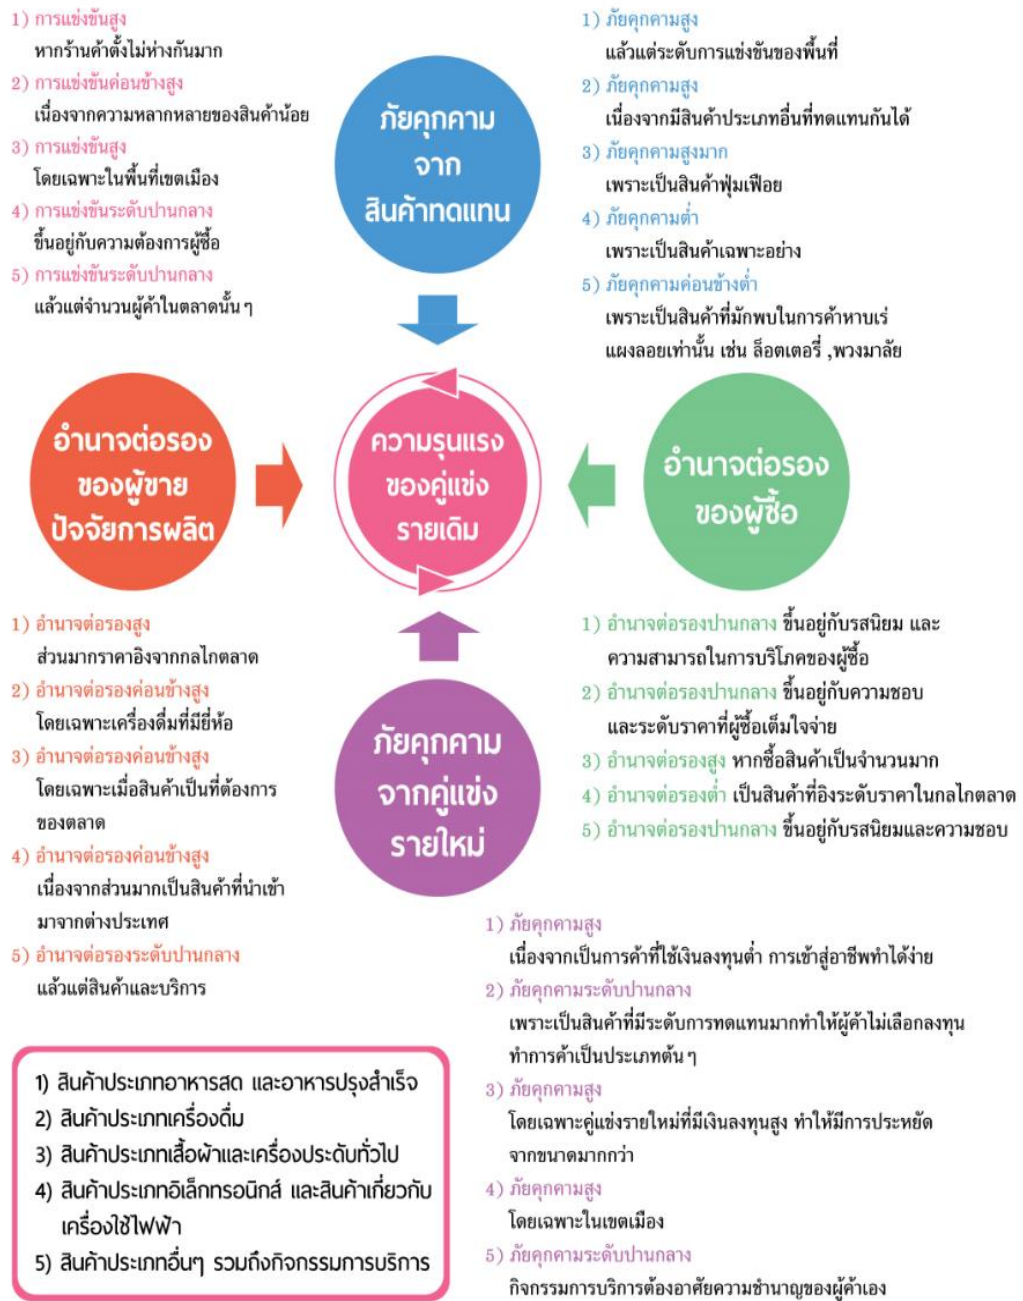 1) การแข่งขันสูง
หากร้านค้าตั้งไม่ห่างกันมาก
2) การแข่งขันค่อนข้างสูง
เนื่องจากความหลากหลายของสินค้าน้อย
3) การแข่งขันสูง
โดยเฉพาะในพื้นที่เขตเมือง
4) การแข่งขันระดับปานกลาง
ขึ้นอยู่กับความต้องการผู้ซื้อ
5) การแข่งขันระดับปานกลาง
แล้วแต่จำนวนผู้ค้าในตลาดนั้น ๆ
ภัยคุกคาม
จาก
สินค้าทดแทน
1) ภัยคุกคามสูง
แล้วแต่ระดับการแข่งขันของพื้นที่
2) ภัยคุกคามสูง
เนื่องจากมีสินค้าประเภทอื่นที่ทดแทนกันได้
3) ภัยคุกคามสูงมาก
เพราะเป็นสินค้าฟุ่มเฟือย
4) ภัยคุกคามต่ำ
เพราะเป็นสินค้าเฉพาะอย่าง
5) ภัยคุกคามค่อนข้างต่ำ
เพราะเป็นสินค้าที่มักพบในการค้าหาบเร่
แผงลอยเท่านั้น เช่น ล็อตเตอรี่ ,พวงมาลัย
อำนาจต่อรอง
ของผู้ขาย
ปัจจัยการผลิต
ความรุนแรง
ของคู่แข่ง
รายเดิม
อำนาจต่อรอง
ของผู้ซื้อ
1) อำนาจต่อรองสูง
ส่วนมากราคาอิงจากกลไกตลาด
2) อำนาจต่อรองค่อนข้างสูง
โดยเฉพาะเครื่องดื่มที่มียี่ห้อ
3) อำนาจต่อรองค่อนข้างสูง
โดยเฉพาะเมื่อสินค้าเป็นที่ต้องการ
ของตลาด
4) อำนาจต่อรองค่อนข้างสูง
เนื่องจากส่วนมากเป็นสินค้าที่นำเข้า
มาจากต่างประเทศ
5) อำนาจต่อรองระดับปานกลาง
แล้วแต่สินค้าและบริการ
ภัยคุกคาม
จากคู่แข่ง
รายใหม่
1) อำนาจต่อรองปานกลาง ขึ้นอยู่กับรสนิยม และ
ความสามารถในการบริโภคของผู้ซื้อ
2) อำนาจต่อรองปานกลาง ขึ้นอยู่กับความชอบ
และระดับราคาที่ผู้ซื้อเต็มใจจ่าย
3) อำนาจต่อรองสูง หากซื้อสินค้าเป็นจำนวนมาก
4) อำนาจต่อรองต่ำ เป็นสินค้าที่อิงระดับราคาในกลไกตลาด
5) อำนาจต่อรองปานกลาง ขึ้นอยู่กับรสนิยมและความชอบ
1) ภัยคุกคามสูง
เนื่องจากเป็นการค้าที่ใช้เงินลงทุนต่ำ การเข้าสู่อาชีพทำได้ง่าย
2) ภัยคุกคามระดับปานกลาง
เพราะเป็นสินค้าที่มีระดับการทดแทนมากทำให้ผู้ค้าไม่เลือกลงทุน
ทำการค้าเป็นประเภทต้น ๆ
3) ภัยคุกคามสูง
โดยเฉพาะคู่แข่งรายใหม่ที่มีเงินลงทุนสูง ทำให้มีการประหยัด
จากขนาดมากกว่า
4) ภัยคุกคามสูง
โดยเฉพาะในเขตเมือง
5) ภัยคุกคามระดับปานกลาง
กิจกรรมการบริการต้องอาศัยความชำนาญของผู้ค้าเอง
1) สินค้าประเภทอาหารสด และอาหารปรุงสำเร็จ
2) สินค้าประเภทเครื่องดื่ม
3) สินค้าประเภทเสื้อผ้าและเครื่องประดับทั่วไป
4) สินค้าประเภทอิเล็กทรอนิกส์ และสินค้าเกี่ยวกับ
เครื่องใช้ไฟฟ้า
5) สินค้าประเภทอื่นๆ รวมถึงกิจกรรมการบริการ